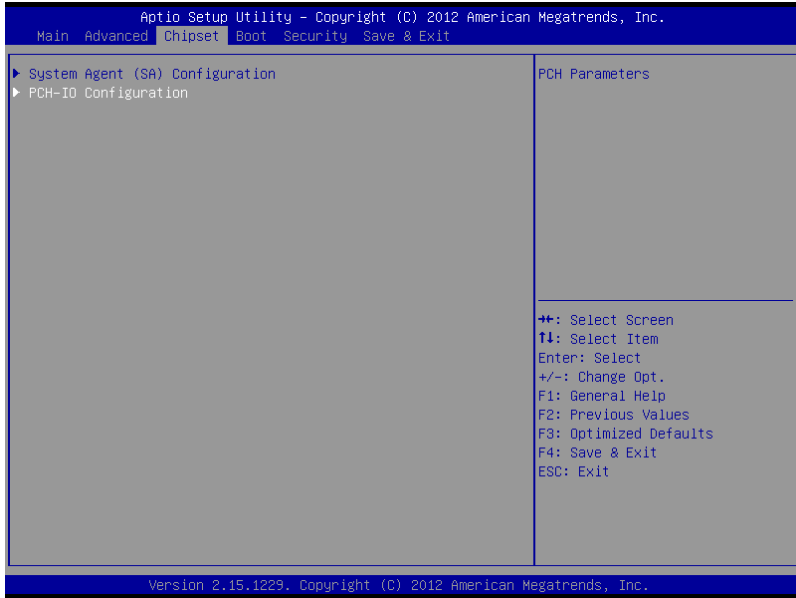 Aptio Setup Utility – Copyright (C) 2012 American Megatrends, Inc.
Main Advanced Chipset Boot Security Save & Exit
▶ System Agent (SA) Configuration
▶ PCH-IO Configuration
PCH Parameters
→←: Select Screen
↑↓: Select Item
Enter: Select
+/-: Change Opt.
F1: General Help
F2: Previous Values
F3: Optimized Defaults
F4: Save & Exit
ESC: Exit
Version 2.15.1229. Copyright (C) 2012 American Megatrends, Inc.